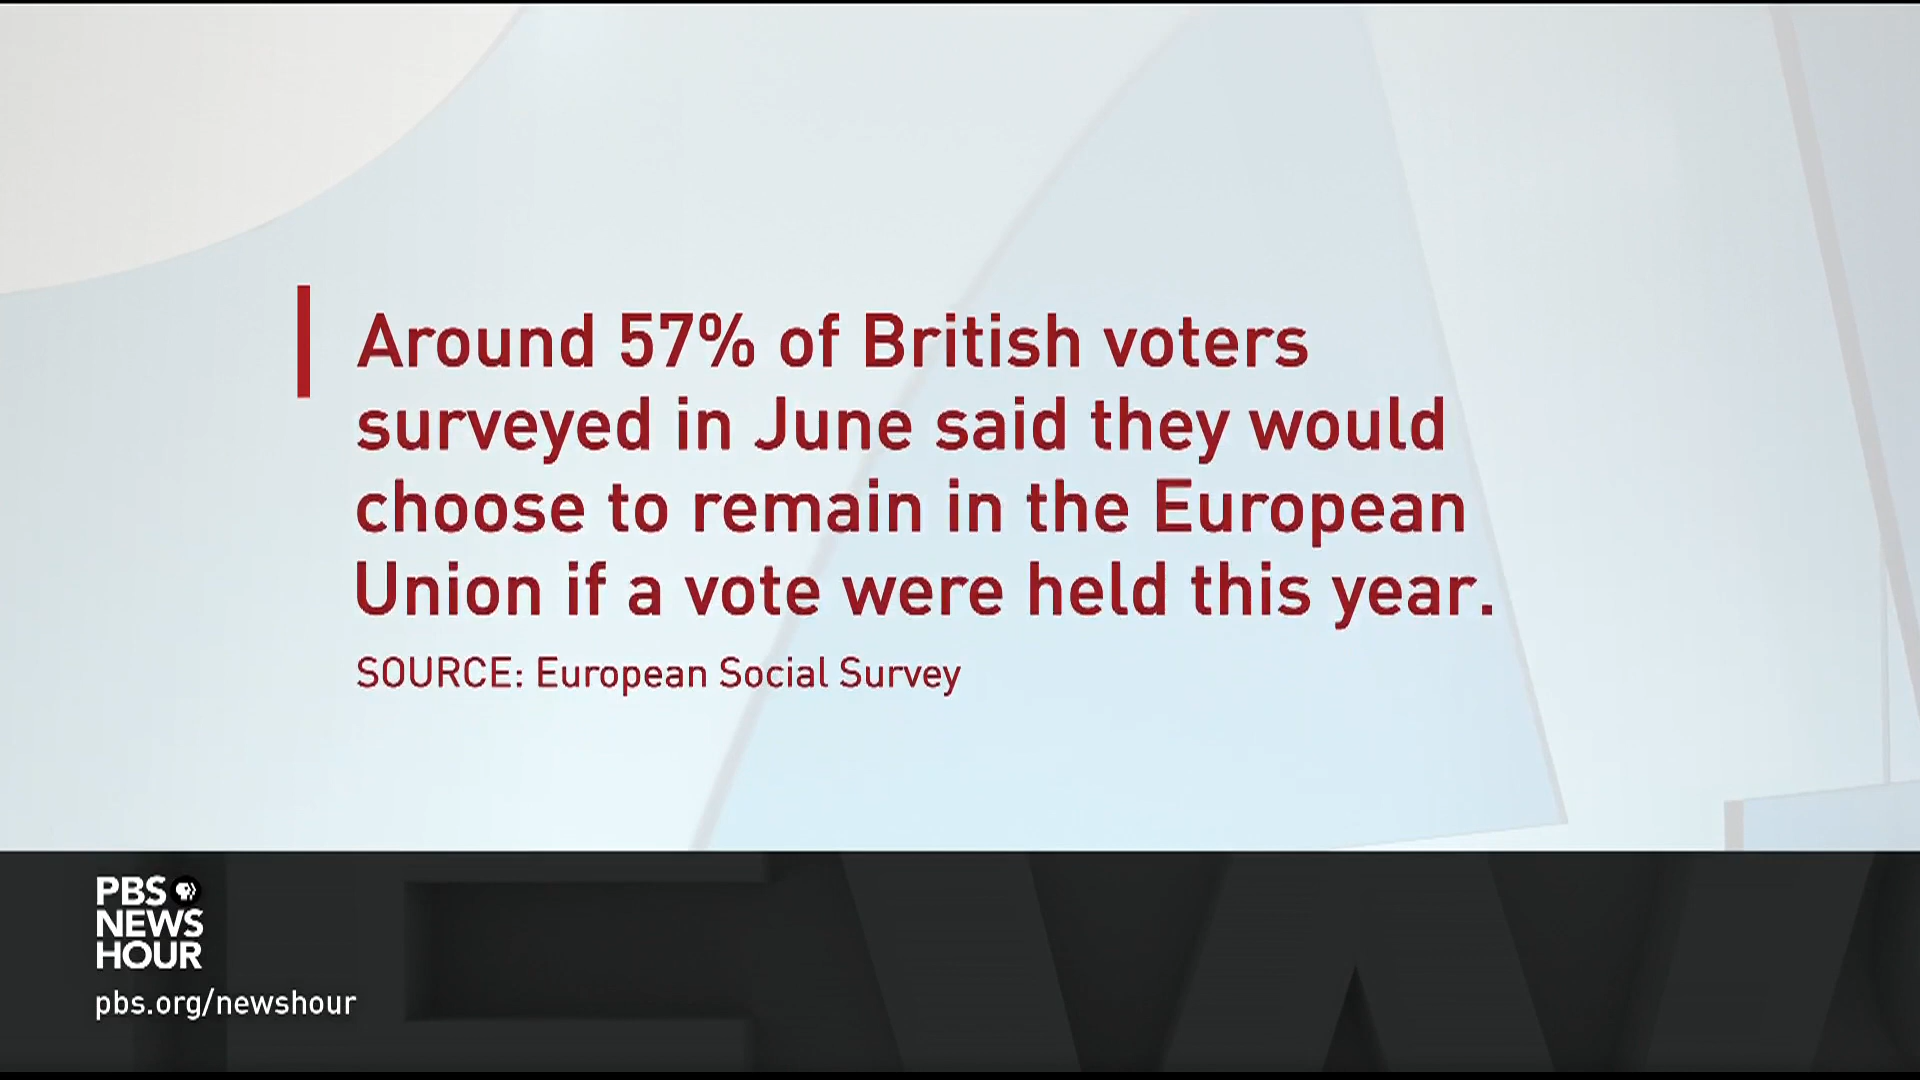 Around 57% of British voters
surveyed in June said they would
choose to remain in the European
Union if a vote were held this year.
SOURCE: European Social Survey
PBS
NEWS
HOUR
pbs.org/newshour